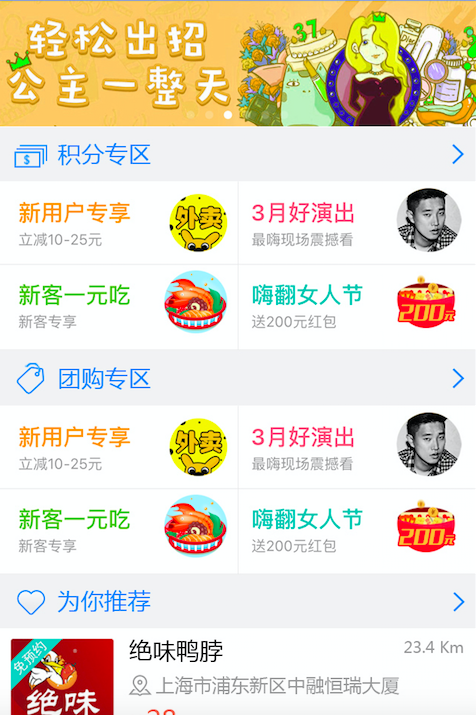 轻松出招
公主一整天
37°
积分专区
新用户专享
立减10-25元
外卖
3月好演出
最嗨现场震撼看
新客一元吃
新客专享
嗨翻女人节
送200元红包
200元
团购专区
新用户专享
立减10-25元
外卖
3月好演出
最嗨现场震撼看
新客一元吃
新客专享
嗨翻女人节
送200元红包
200元
为你推荐
免预约
绝味
绝味鸭脖
23.4 Km
上海市浦东新区中融恒瑞大厦